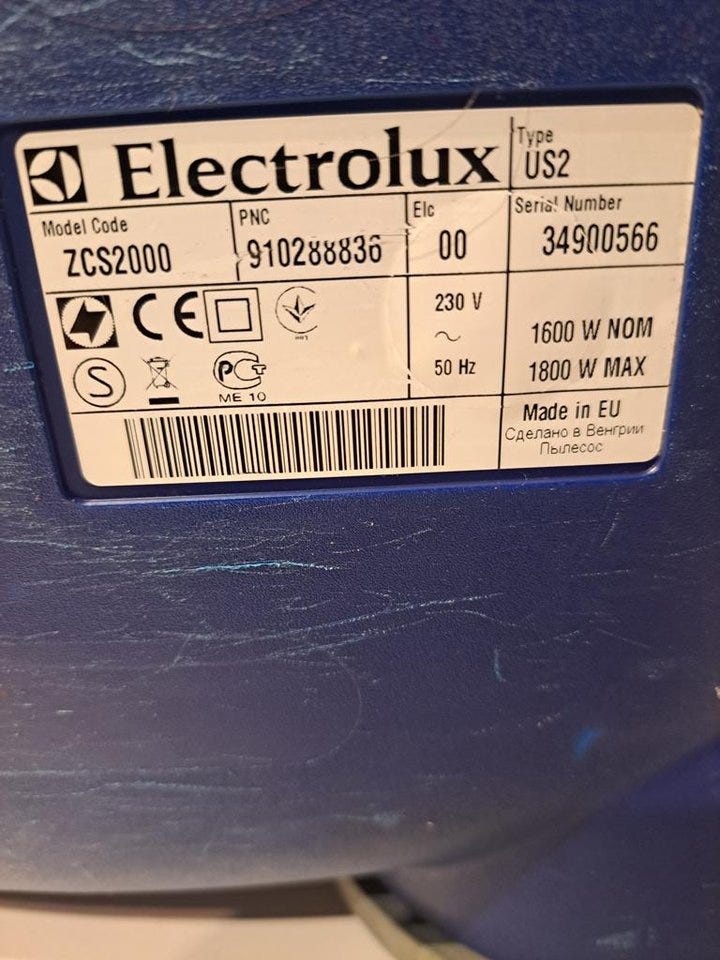 Electrolux
Type
US2
Model Code
ZCS2000
PNC
910288836
Elc
00
Serial Number
34900566
CE
230 V
~
50 Hz
1600 W NOM
1800 W MAX
S
РСТ
ME 10
Made in EU
Сделано в Венгрии
Пылесос